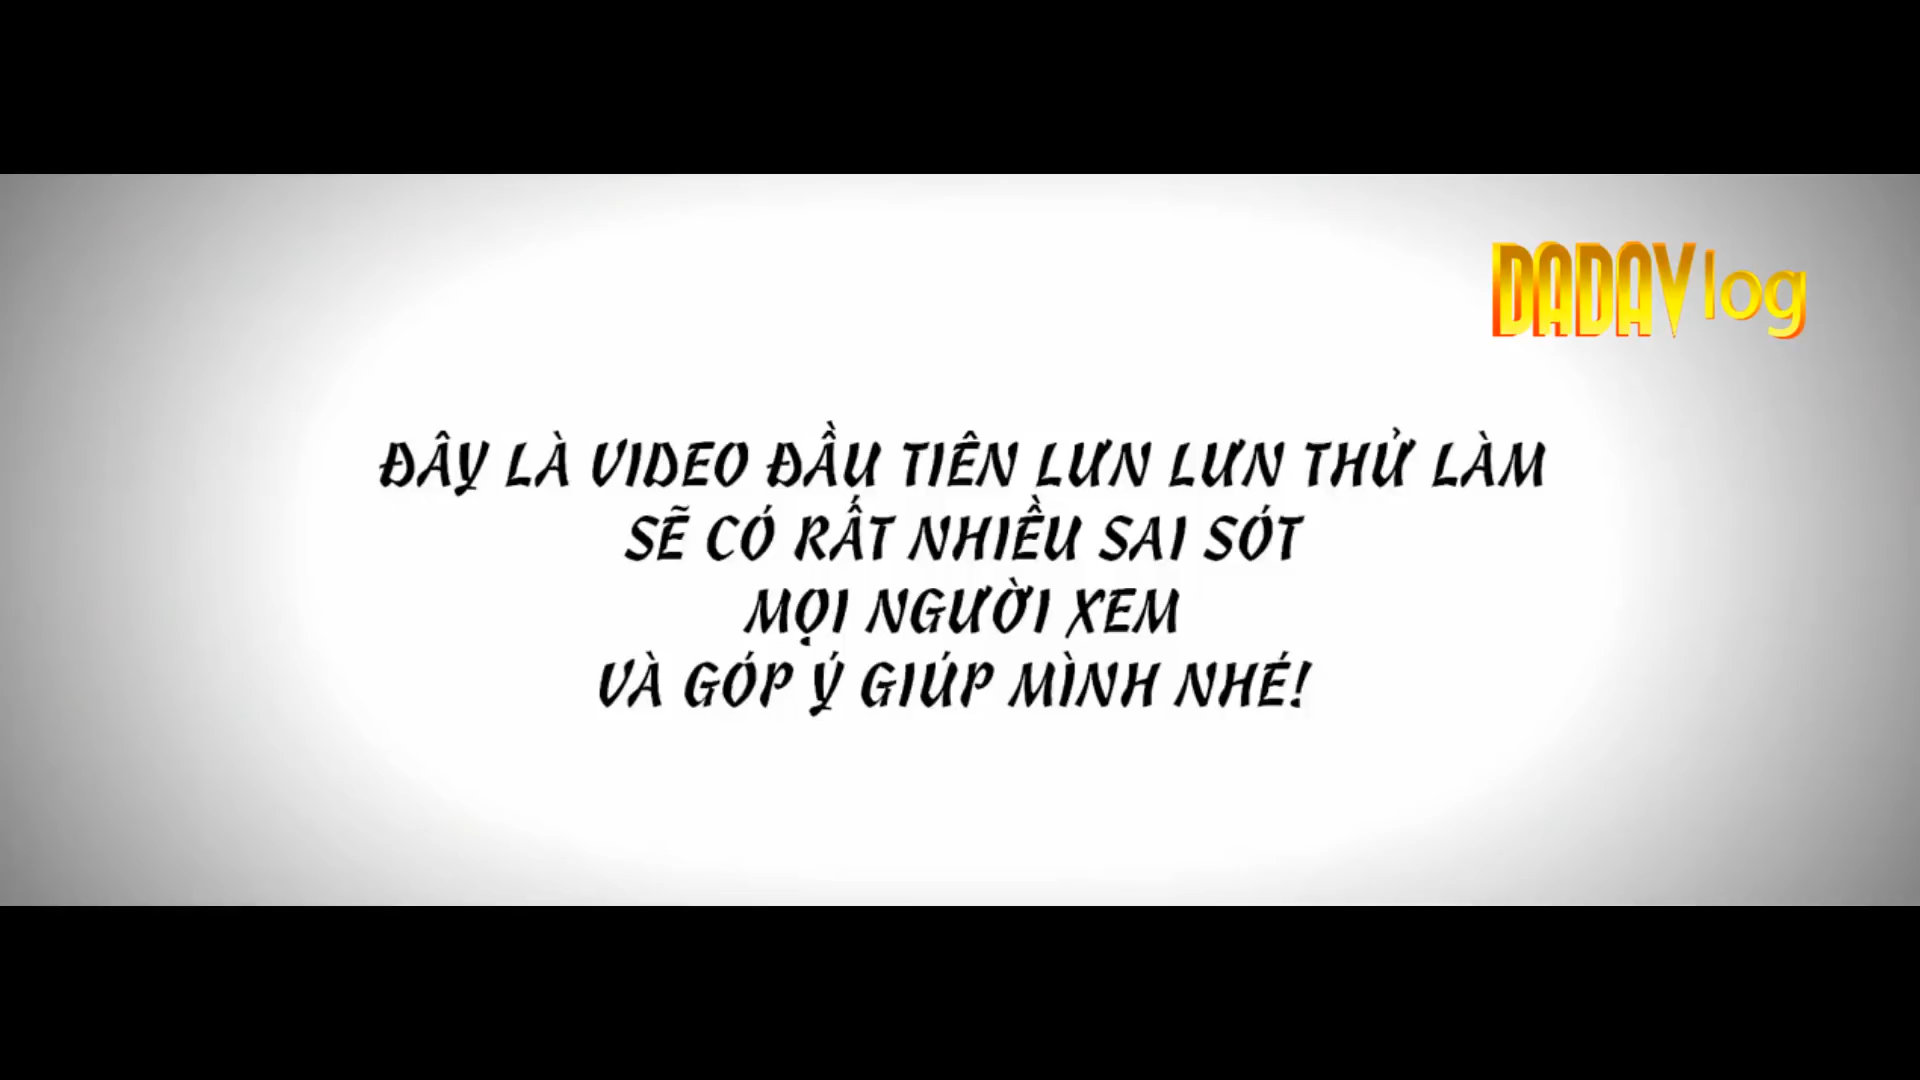 DADAVlog
ĐÂY LÀ VIDEO ĐẦU TIÊN LƯN LƯN THỬ LÀM
SẼ CÓ RẤT NHIỀU SAI SÓT
MỌI NGƯỜI XEM
VÀ GÓP Ý GIÚP MÌNH NHÉ!